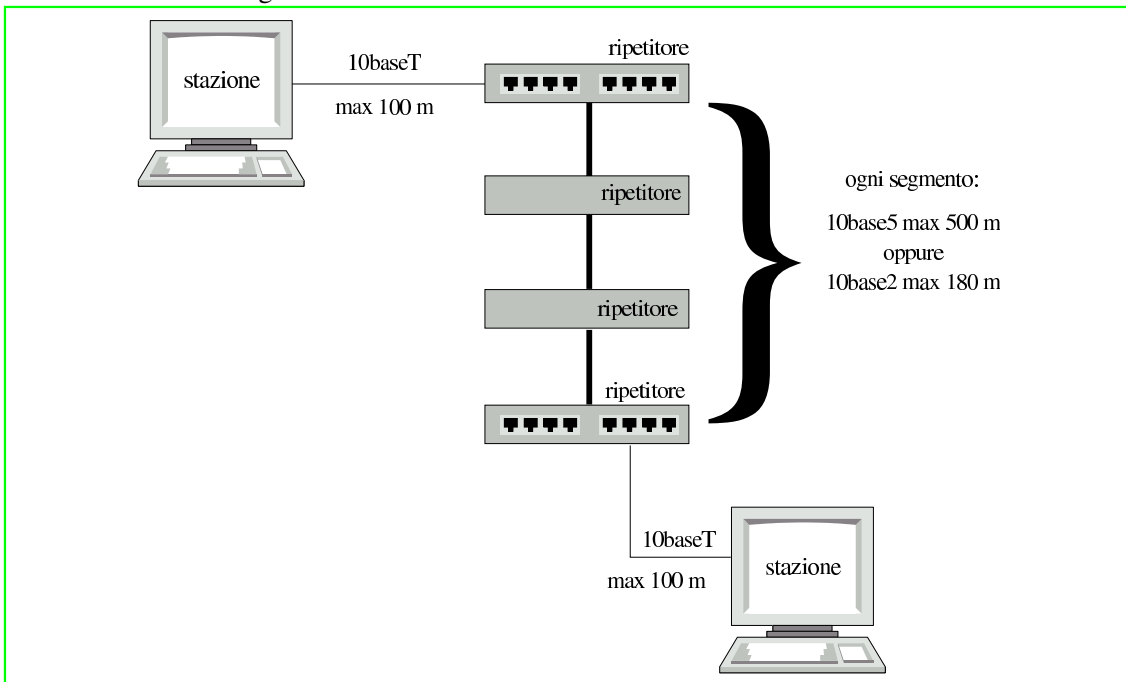 ripetitore
10baseT
stazione
max 100 m
ogni segmento:
ripetitore
10base5 max 500 m
oppure
10base2 max 180 m
ripetitore
ripetitore
10baseT
stazione
max 100 m